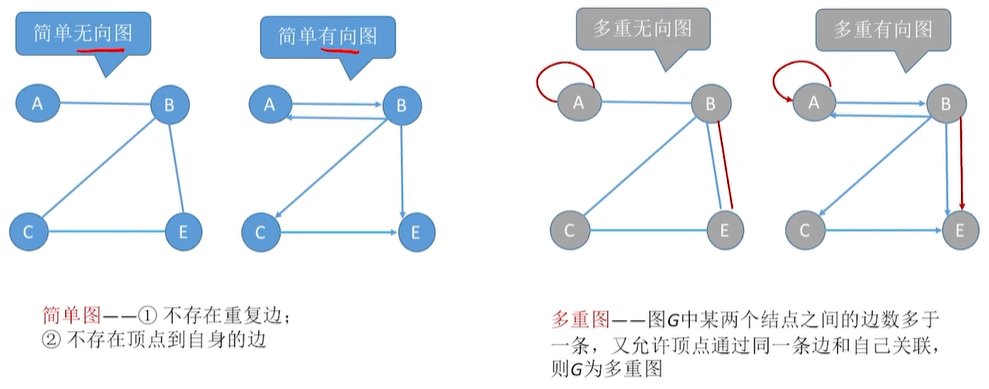 简单无向图
简单有向图
多重无向图
多重有向图
A
B
C
E
A
B
C
E
A
B
C
E
A
B
C
E
简单图——① 不存在重复边；
② 不存在顶点到自身的边
多重图——图G中某两个结点之间的边数多于
一条，又允许顶点通过同一条边和自己关联，
则G为多重图